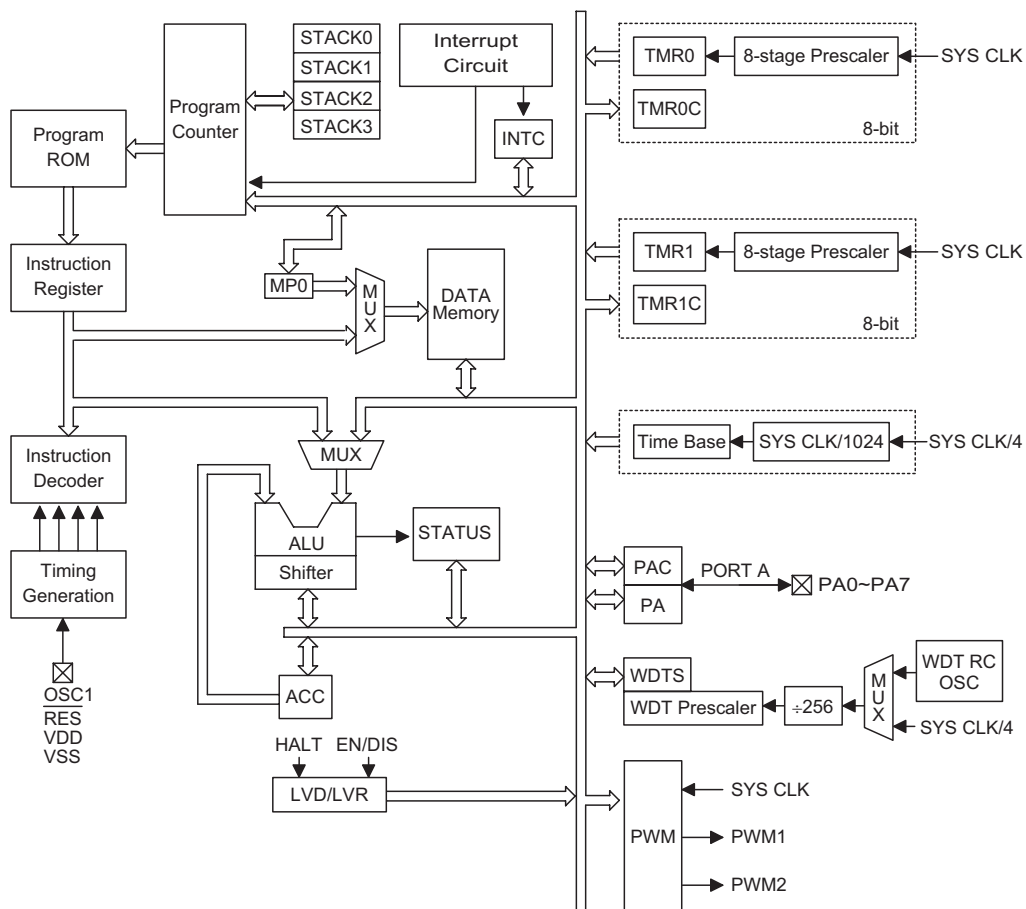 STACK0
STACK1
STACK2
STACK3
Interrupt
Circuit
INTC
Program
Counter
Program
ROM
Instruction
Register
MP0
MUX
DATA
Memory
Instruction
Decoder
MUX
ALU
Shifter
STATUS
Timing
Generation
OSC1
RES
VDD
VSS
ACC
HALT
EN/DIS
LVD/LVR
TMR0
8-stage Prescaler
SYS CLK
TMR0C
8-bit
TMR1
8-stage Prescaler
SYS CLK
TMR1C
8-bit
Time Base
SYS CLK/1024
SYS CLK/4
PAC
PA
PORT A
PA0~PA7
WDTS
WDT Prescaler
÷256
MUX
WDT RC
OSC
SYS CLK/4
PWM
SYS CLK
PWM1
PWM2